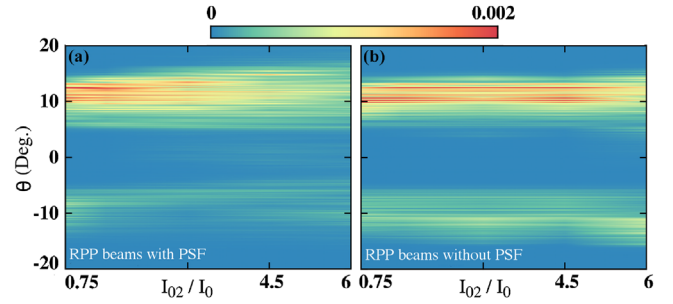 0 0.002
20 (a) (b)
10
θ (Deg.) 0
-10
RPP beams with PSF RPP beams without PSF
-20
0.75 I02 / I0 4.5 6 0.75 I02 / I0 4.5 6